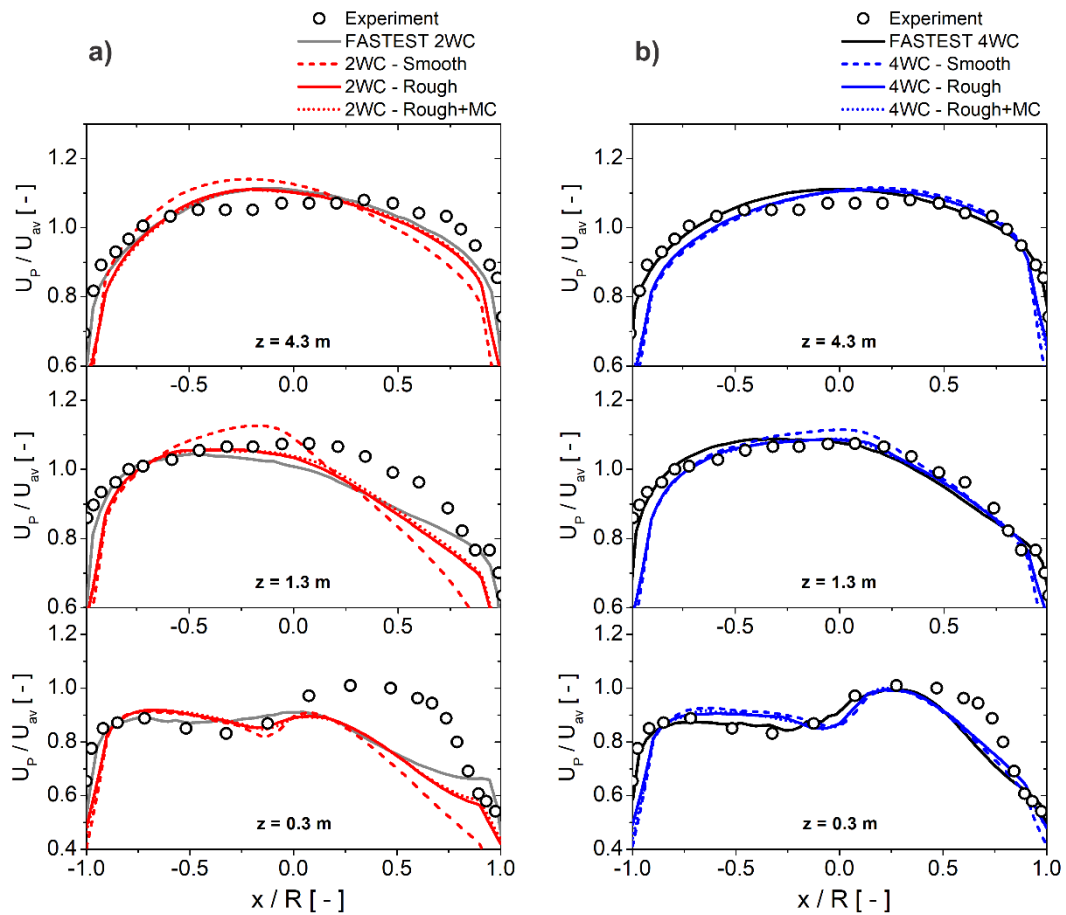 a)
Experiment
FASTEST 2WC
2WC - Smooth
2WC - Rough
2WC - Rough+MC
1.2
1.0
0.8
0.6
U_P / U_av [ - ]
z = 4.3 m
-0.5 0.0 0.5
1.2
1.0
0.8
0.6
U_P / U_av [ - ]
z = 1.3 m
-0.5 0.0 0.5
1.2
1.0
0.8
0.6
0.4
U_P / U_av [ - ]
z = 0.3 m
-1.0 -0.5 0.0 0.5 1.0
x / R [ - ]
b)
Experiment
FASTEST 4WC
4WC - Smooth
4WC - Rough
4WC - Rough+MC
1.2
1.0
0.8
0.6
U_P / U_av [ - ]
z = 4.3 m
-0.5 0.0 0.5
1.2
1.0
0.8
0.6
U_P / U_av [ - ]
z = 1.3 m
-0.5 0.0 0.5
1.2
1.0
0.8
0.6
0.4
U_P / U_av [ - ]
z = 0.3 m
-1.0 -0.5 0.0 0.5 1.0
x / R [ - ]